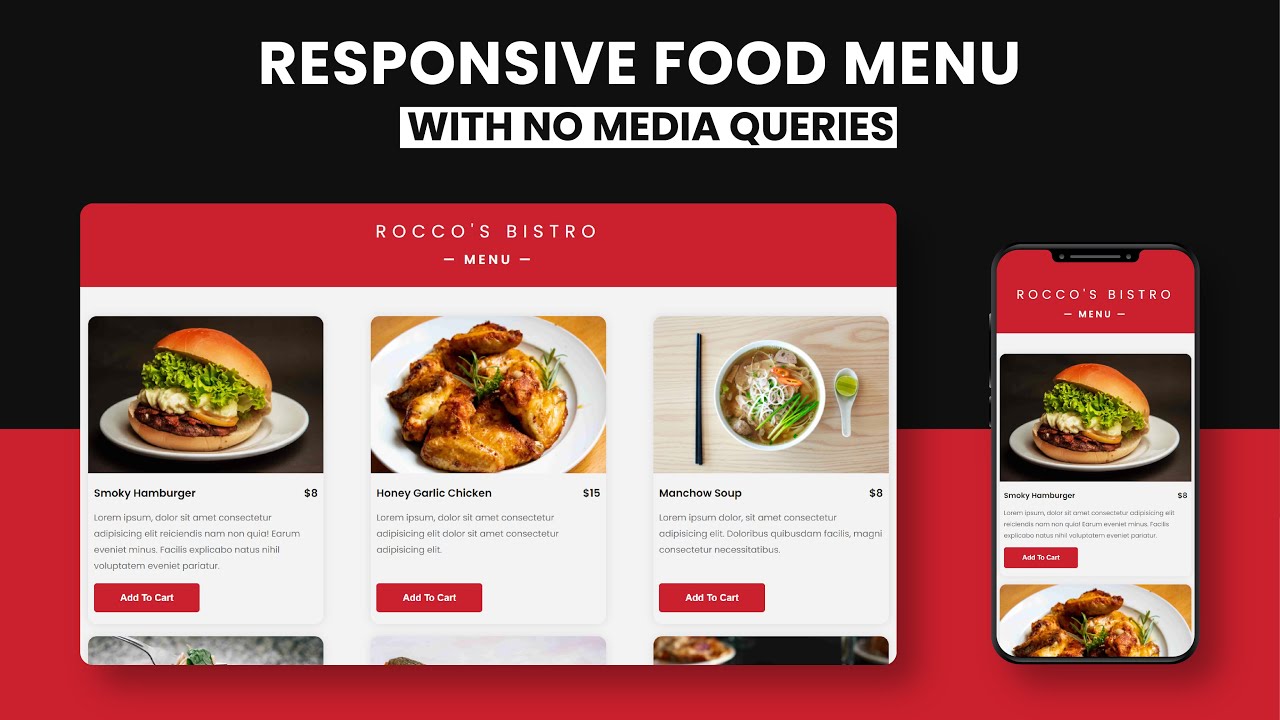 RESPONSIVE FOOD MENU
WITH NO MEDIA QUERIES
ROCCO'S BISTRO
— MENU —
Smoky Hamburger $8
Lorem ipsum, dolor sit amet consectetur
adipisicing elit reiciendis nam non quia! Earum
eveniet minus. Facilis explicabo natus nihil
voluptatem eveniet pariatur.
Add To Cart
Honey Garlic Chicken $15
Lorem ipsum, dolor sit amet consectetur
adipisicing elit dolor sit amet consectetur
adipisicing elit.
Add To Cart
Manchow Soup $8
Lorem ipsum, dolor sit amet consectetur
adipisicing elit. Doloribus quibusdam facilis, magni
consectetur necessitatibus.
Add To Cart
ROCCO'S BISTRO
— MENU —
Smoky Hamburger $8
Lorem ipsum, dolor sit amet consectetur adipisicing elit
reiciendis nam non quia! Earum eveniet minus. Facilis
explicabo natus nihil voluptatem eveniet pariatur.
Add To Cart